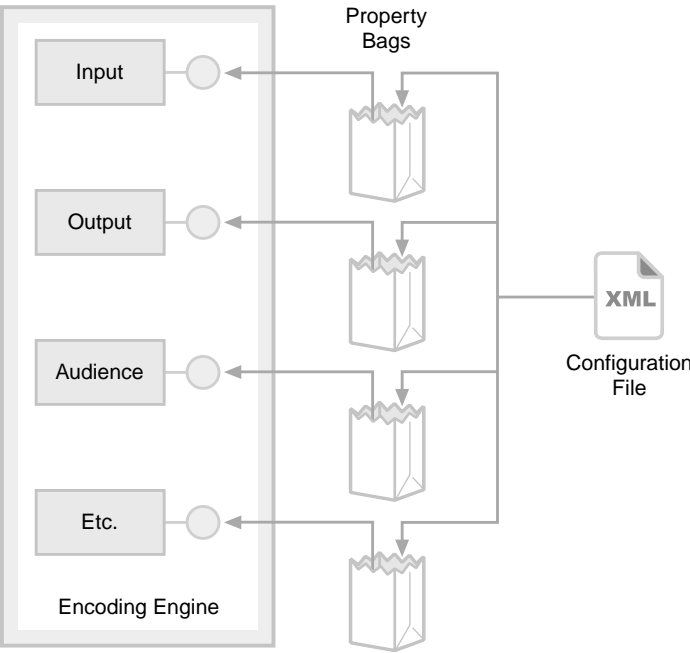 Property
Bags
Input
Output
XML
Audience
Configuration
File
Etc.
Encoding Engine